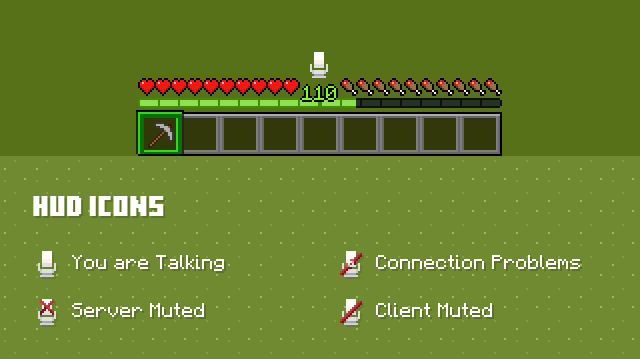 110
HUD ICONS
You are Talking
Connection Problems
Server Muted
Client Muted